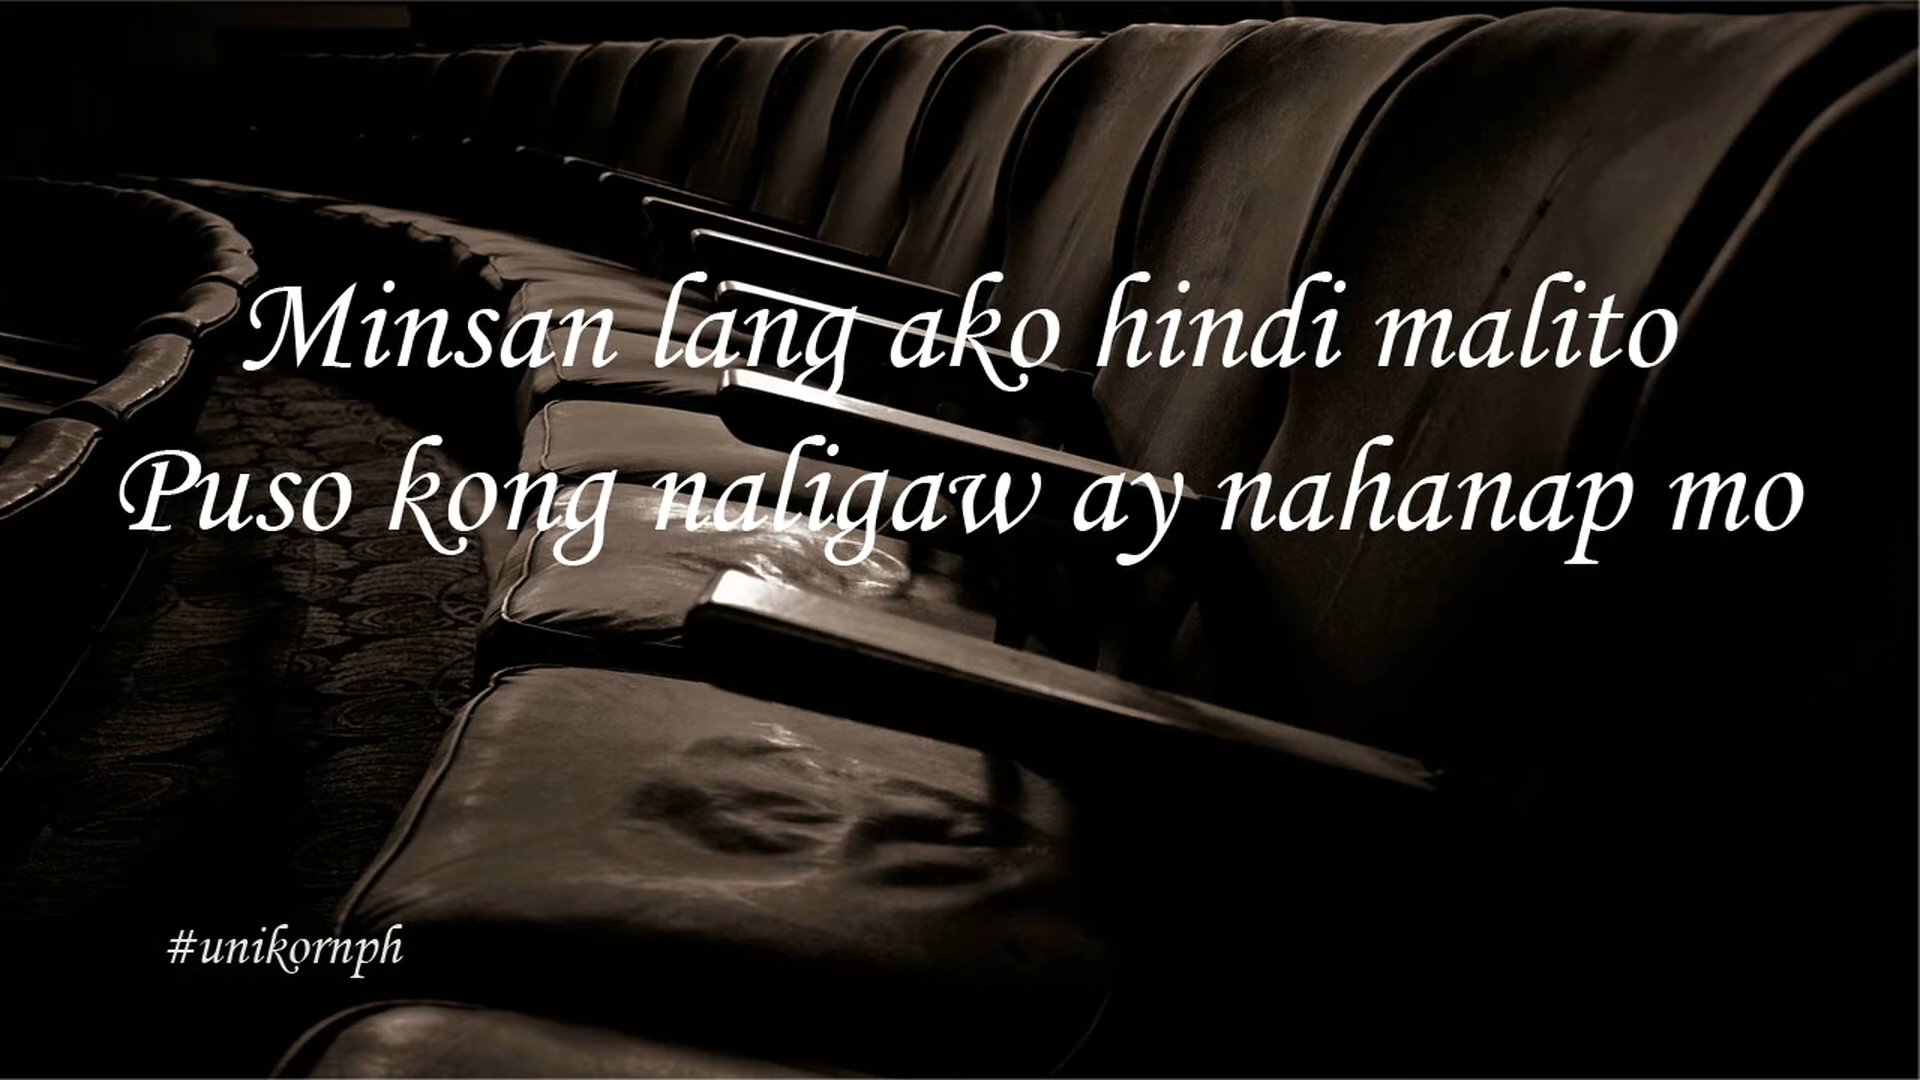 Minsan lang ako hindi malito
Puso kong naligaw ay nahanap mo
#unikornph